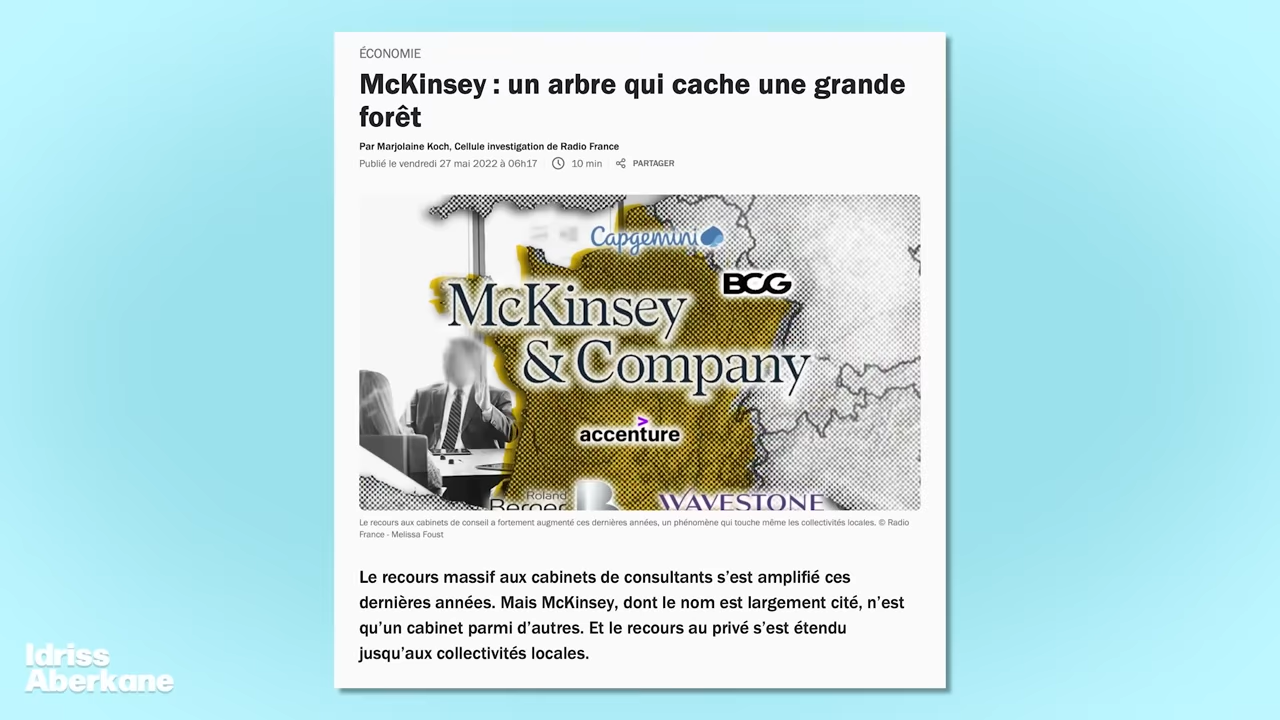 ÉCONOMIE
McKinsey : un arbre qui cache une grande
forêt
Par Marjolaine Koch, Cellule investigation de Radio France
Publié le vendredi 27 mai 2022 à 06h17 10 min PARTAGER
Capgemini
BCG
McKinsey
& Company
accenture
Roland
Berger B
WAVESTONE
Le recours aux cabinets de conseil a fortement augmenté ces dernières années, un phénomène qui touche même les collectivités locales. © Radio
France - Melissa Foust
Le recours massif aux cabinets de consultants s’est amplifié ces
dernières années. Mais McKinsey, dont le nom est largement cité, n’est
qu’un cabinet parmi d’autres. Et le recours au privé s’est étendu
jusqu’aux collectivités locales.
Idriss
Aberkane